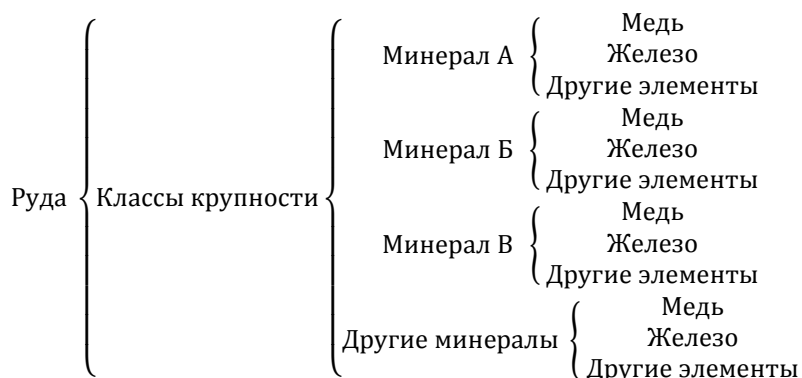 Руда
Классы крупности
Минерал А
Медь
Железо
Другие элементы
Минерал Б
Медь
Железо
Другие элементы
Минерал В
Медь
Железо
Другие элементы
Другие минералы
Медь
Железо
Другие элементы